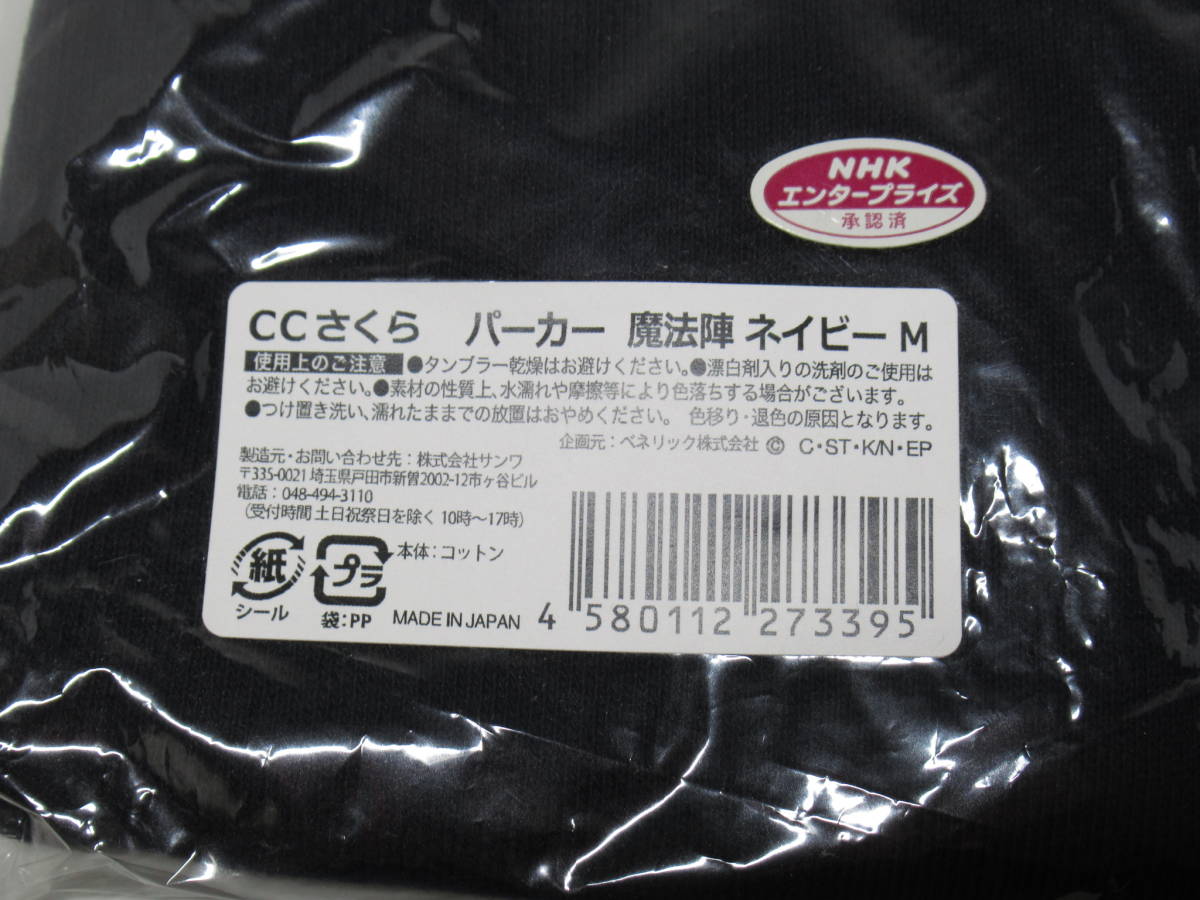 NHK
エンタープライズ
承認済
CCさくら パーカー 魔法陣 ネイビー M
使用上のご注意 ●タンブラー乾燥はお避けください。●漂白剤入りの洗剤のご使用は
お避けください。●素材の性質上、水濡れや摩擦等により色落ちする場合がございます。
●つけ置き洗い、濡れたままでの放置はおやめください。 色移り・退色の原因となります。
企画元：ベネリック株式会社 © C・ST・K/N・EP
製造元・お問い合わせ先：株式会社サンワ
〒335-0021 埼玉県戸田市新曽2002-12市ヶ谷ビル
電話：048-494-3110
（受付時間 土日祝祭日を除く 10時〜17時）
紙 プラ 本体：コットン
シール 袋：PP MADE IN JAPAN
4 580112 273395